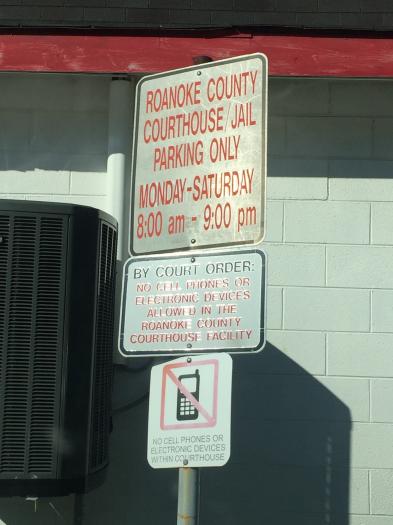 ROANOKE COUNTY
COURTHOUSE/JAIL
PARKING ONLY
MONDAY-SATURDAY
8:00 am - 9:00 pm
BY COURT ORDER:
NO CELL PHONES OR
ELECTRONIC DEVICES
ALLOWED IN THE
ROANOKE COUNTY
COURTHOUSE FACILITY
NO CELL PHONES OR
ELECTRONIC DEVICES
WITHIN COURTHOUSE